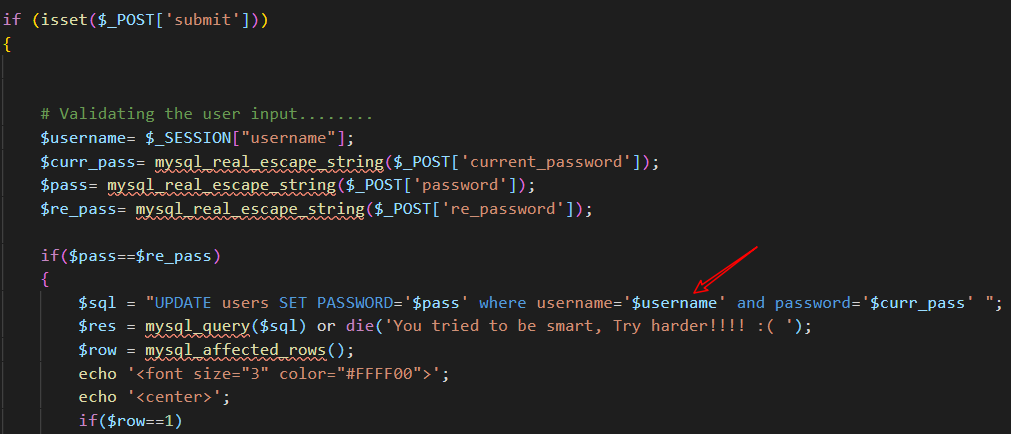 if (isset($_POST['submit']))
{
# Validating the user input........
$username= $_SESSION["username"];
$curr_pass= mysql_real_escape_string($_POST['current_password']);
$pass= mysql_real_escape_string($_POST['password']);
$re_pass= mysql_real_escape_string($_POST['re_password']);
if($pass==$re_pass)
{
$sql = "UPDATE users SET PASSWORD='$pass' where username='$username' and password='$curr_pass' ";
$res = mysql_query($sql) or die('You tried to be smart, Try harder!!!! :( ');
$row = mysql_affected_rows();
echo '<font size="3" color="#FFFF00">';
echo '<center>';
if($row==1)